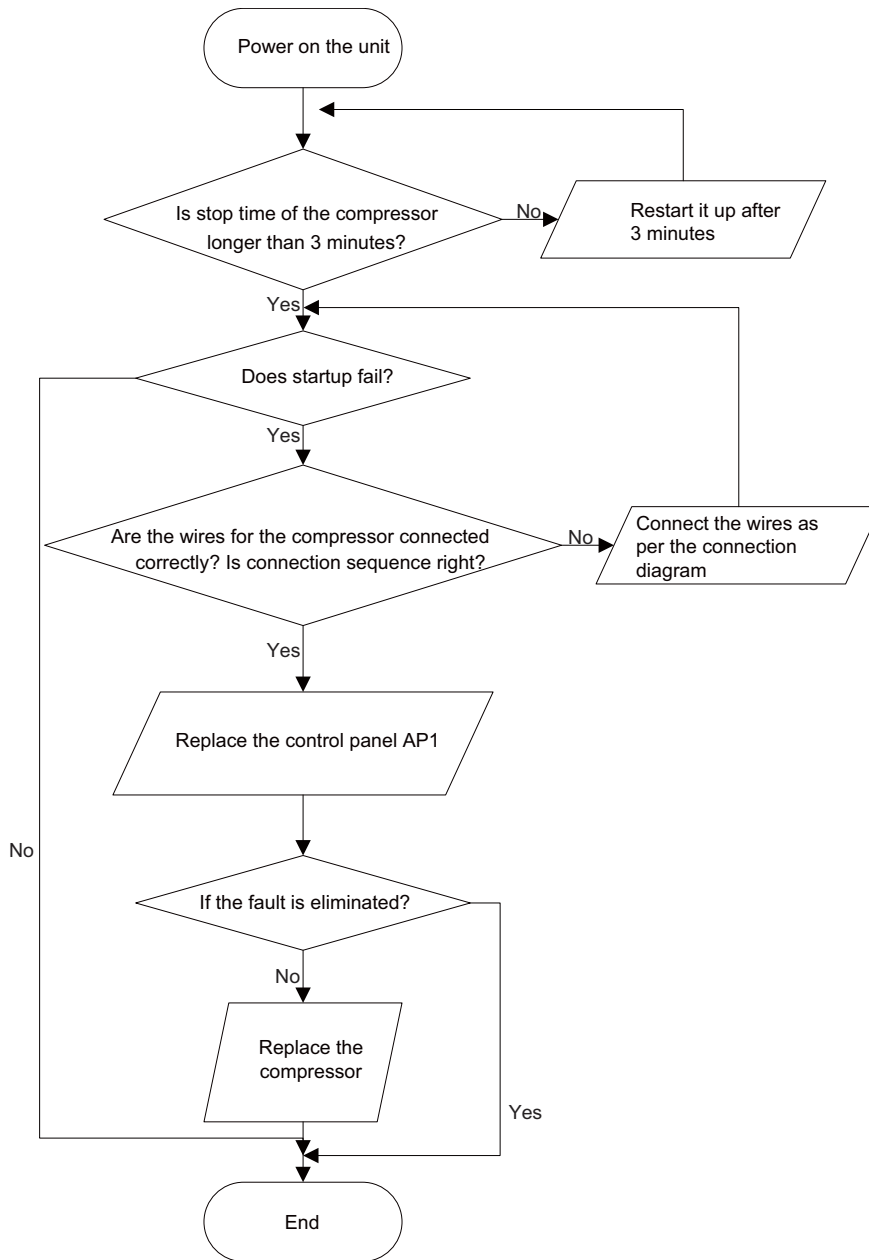 Power on the unit
Is stop time of the compressor
longer than 3 minutes?
No
Restart it up after
3 minutes
Yes
Does startup fail?
Yes
Are the wires for the compressor connected
correctly? Is connection sequence right?
No
Connect the wires as
per the connection
diagram
Yes
Replace the control panel AP1
No
If the fault is eliminated?
No
Replace the
compressor
Yes
End